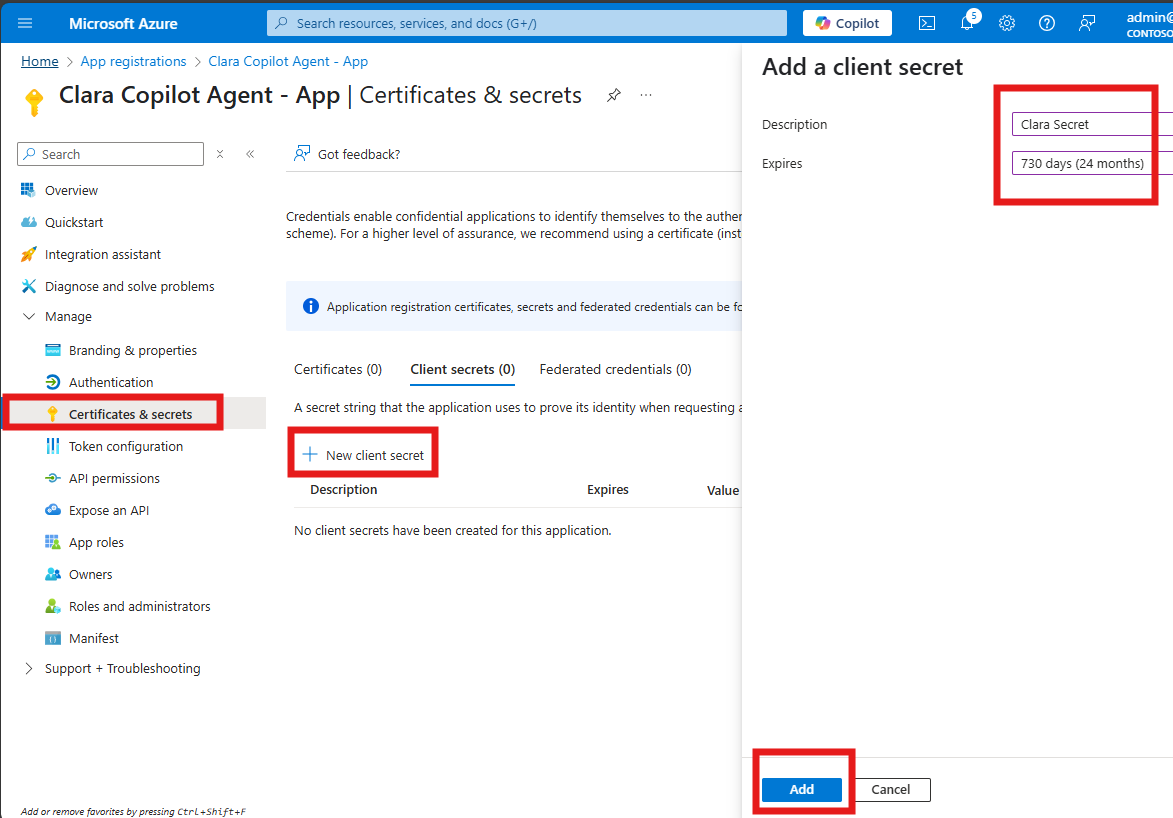 Microsoft Azure
Search resources, services, and docs (G+/)
Copilot
5
admin@
CONTOSO
Home > App registrations > Clara Copilot Agent - App
Clara Copilot Agent - App | Certificates & secrets
Search
Overview
Quickstart
Integration assistant
Diagnose and solve problems
Manage
Branding & properties
Authentication
Certificates & secrets
Token configuration
API permissions
Expose an API
App roles
Owners
Roles and administrators
Manifest
Support + Troubleshooting
Add or remove favorites by pressing Ctrl+Shift+F
Got feedback?
Credentials enable confidential applications to identify themselves to the auther
scheme). For a higher level of assurance, we recommend using a certificate (inst
Application registration certificates, secrets and federated credentials can be fo
Certificates (0) Client secrets (0) Federated credentials (0)
A secret string that the application uses to prove its identity when requesting a
New client secret
Description Expires Value
No client secrets have been created for this application.
Add a client secret
Description Clara Secret
Expires 730 days (24 months)
Add Cancel